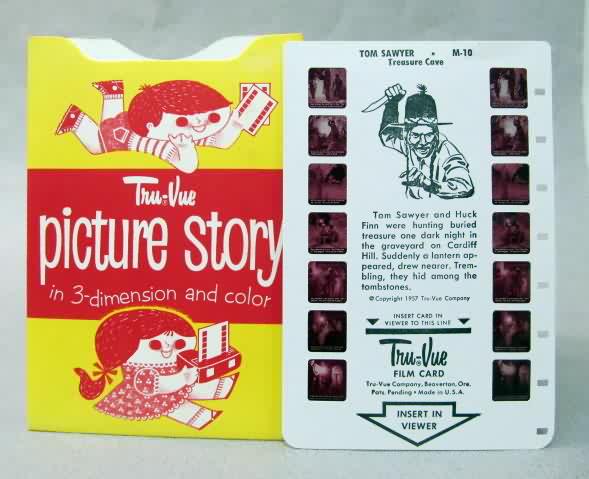 Tru-Vue
picture story
in 3-dimension and color
TOM SAWYER • M-10
Treasure Cave
Tom Sawyer and Huck
Finn were hunting buried
treasure one dark night in
the graveyard on Cardiff
Hill. Suddenly a lantern ap-
peared, drew nearer. Trem-
bling, they hid among the
tombstones.
© Copyright 1957 Tru-Vue Company
INSERT CARD IN
VIEWER TO THIS LINE
Tru-Vue
FILM CARD
Tru-Vue Company, Beaverton, Ore.
Pats. Pending • Made in U.S.A.
INSERT IN
VIEWER